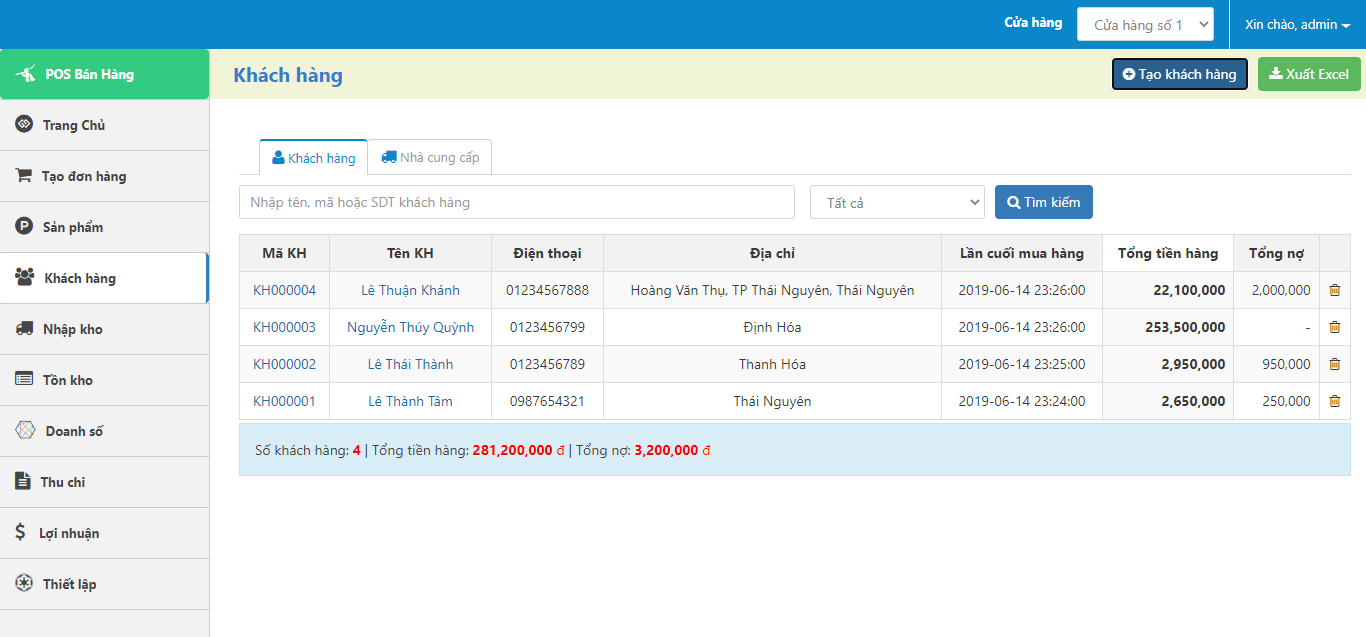 Cửa hàng Cửa hàng số 1 Xin chào, admin
POS Bán Hàng
Khách hàng Tạo khách hàng Xuất Excel
Trang Chủ
Tạo đơn hàng
Sản phẩm
Khách hàng
Nhập kho
Tồn kho
Doanh số
Thu chi
Lợi nhuận
Thiết lập
Khách hàng Nhà cung cấp
Nhập tên, mã hoặc SDT khách hàng Tất cả Tìm kiếm
Mã KH Tên KH Điện thoại Địa chỉ Lần cuối mua hàng Tổng tiền hàng Tổng nợ
KH000004 Lê Thuận Khánh 01234567888 Hoàng Văn Thụ, TP Thái Nguyên, Thái Nguyên 2019-06-14 23:26:00 22,100,000 2,000,000
KH000003 Nguyễn Thúy Quỳnh 0123456799 Định Hóa 2019-06-14 23:26:00 253,500,000 -
KH000002 Lê Thái Thành 0123456789 Thanh Hóa 2019-06-14 23:25:00 2,950,000 950,000
KH000001 Lê Thành Tâm 0987654321 Thái Nguyên 2019-06-14 23:24:00 2,650,000 250,000
Số khách hàng: 4 | Tổng tiền hàng: 281,200,000 đ | Tổng nợ: 3,200,000 đ